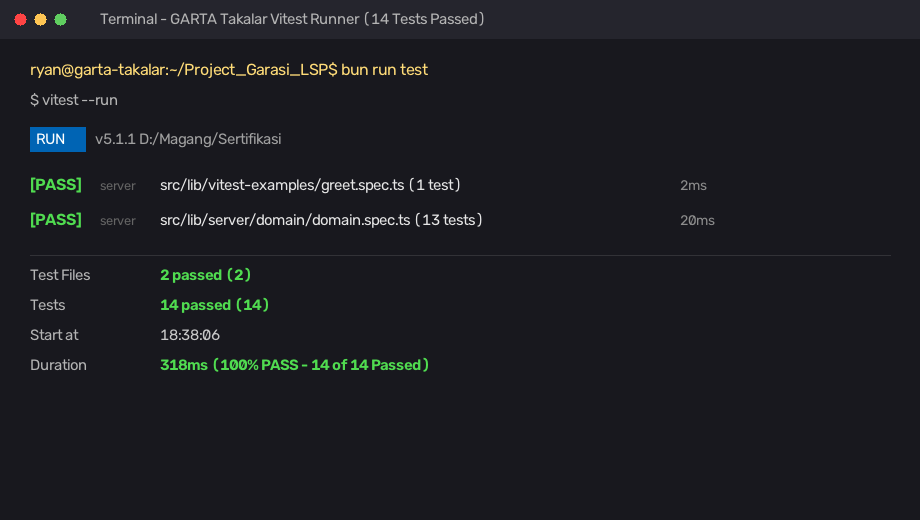 Terminal - GARTA Takalar Vitest Runner (14 Tests Passed)
ryan@garta-takalar:~/Project_Garasi_LSP$ bun run test
$ vitest --run
RUN v5.1.1 D:/Magang/Sertifikasi
[PASS] server src/lib/vitest-examples/greet.spec.ts (1 test) 2ms
[PASS] server src/lib/server/domain/domain.spec.ts (13 tests) 20ms
Test Files 2 passed (2)
Tests 14 passed (14)
Start at 18:38:06
Duration 318ms (100% PASS - 14 of 14 Passed)